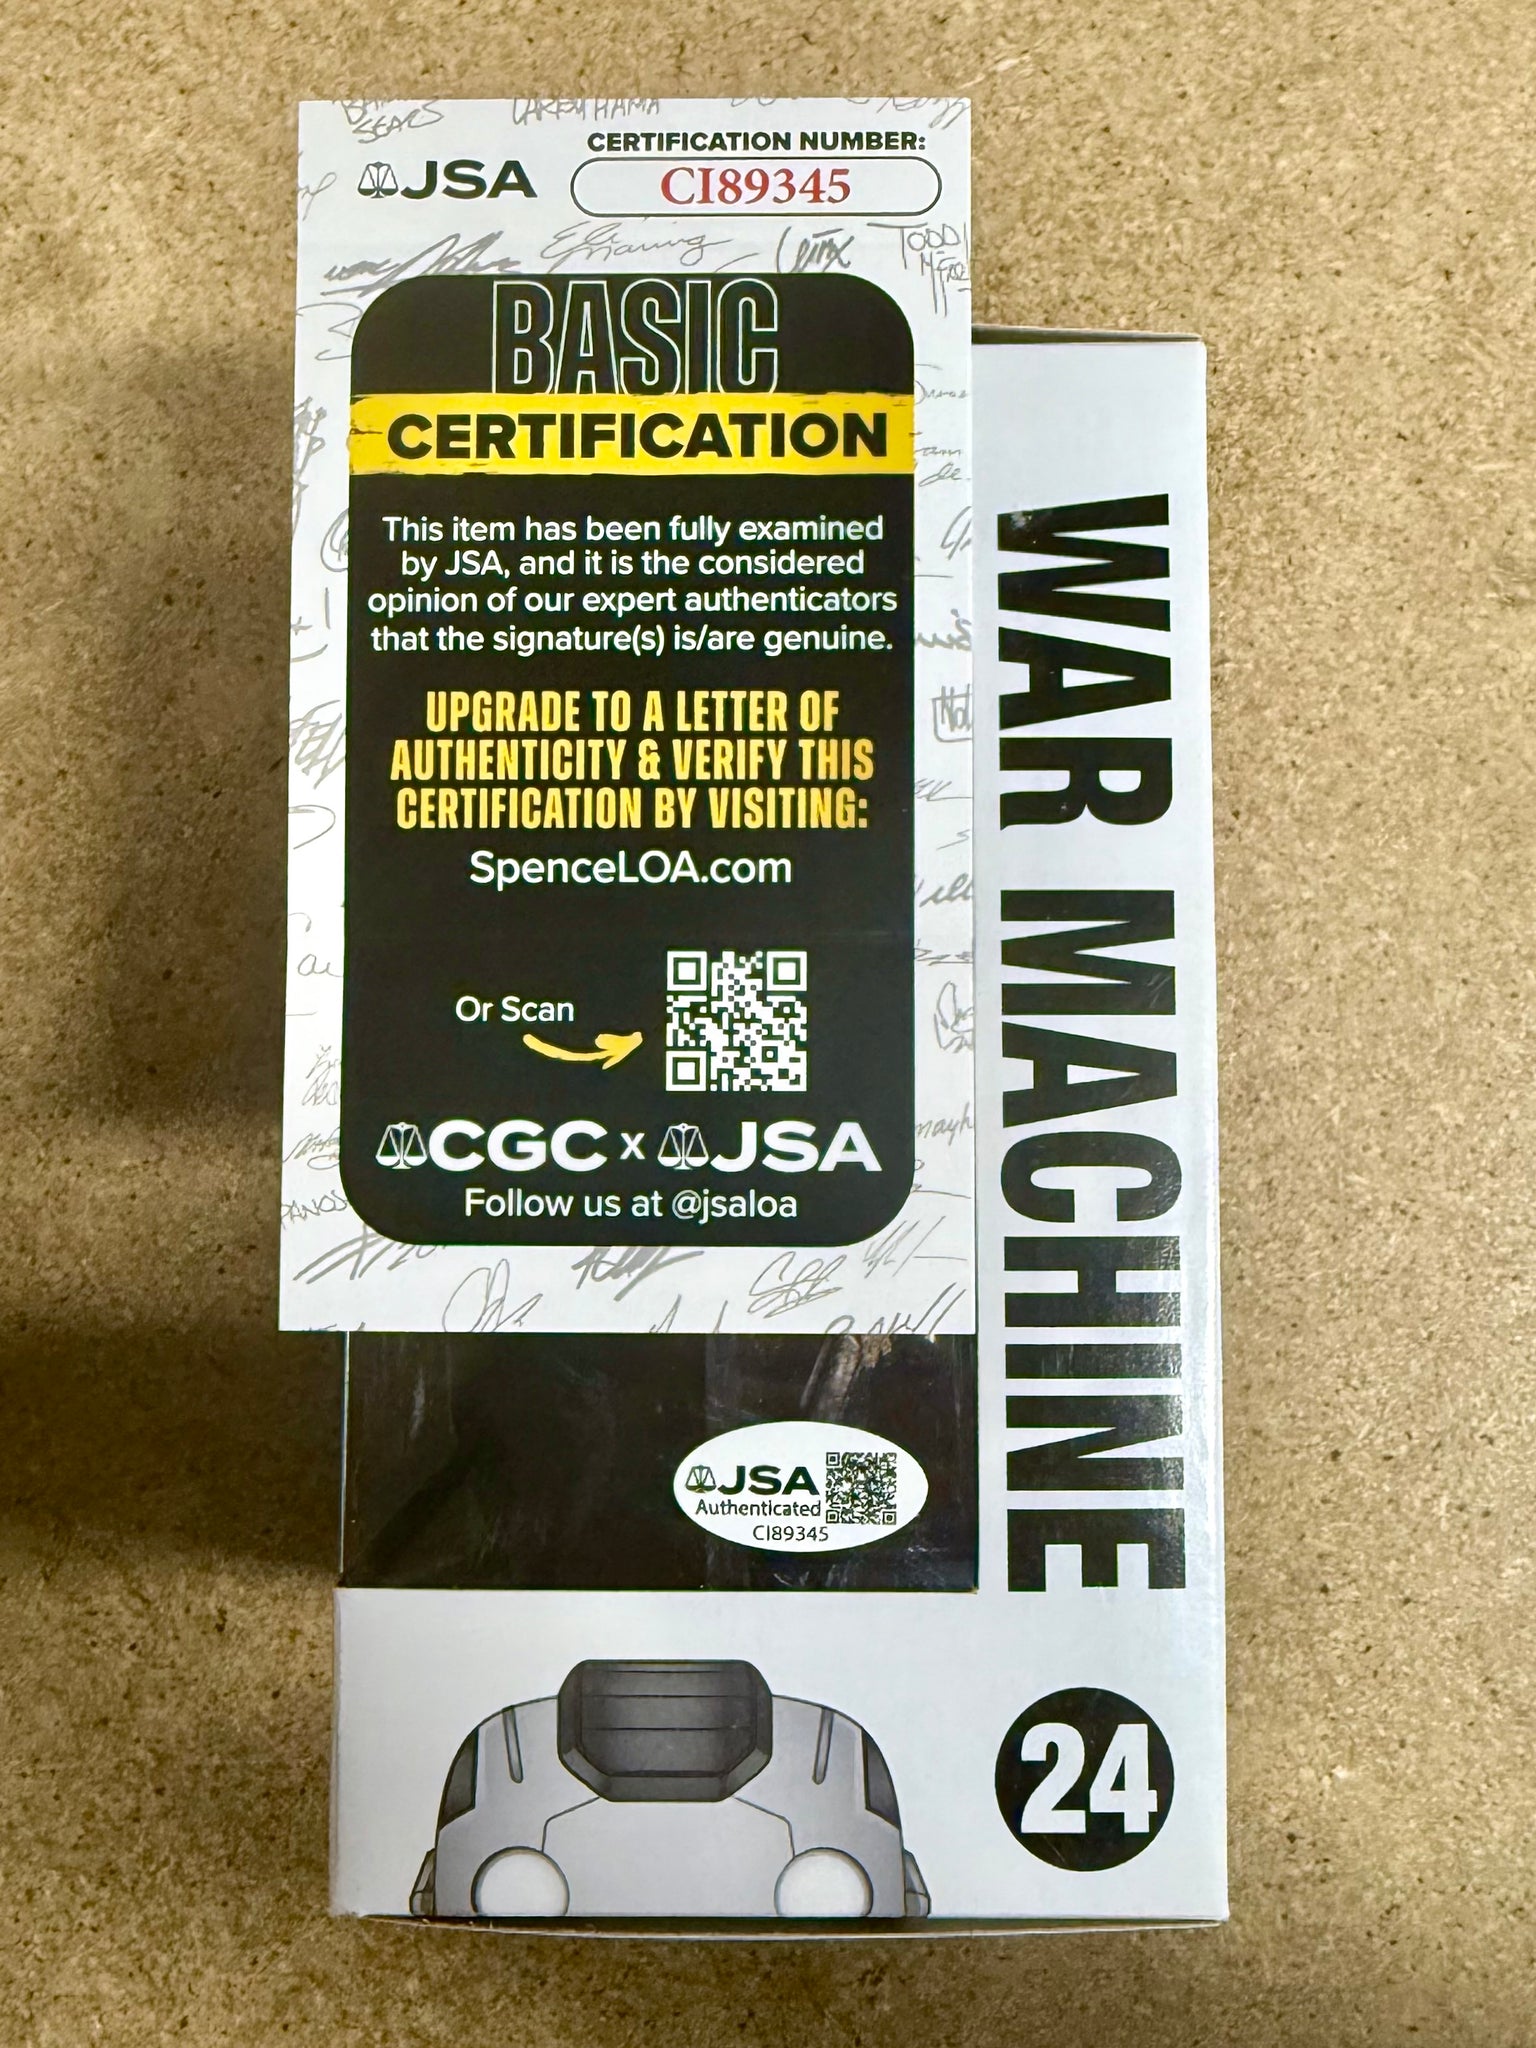 CERTIFICATION NUMBER:
JSA
CI89345
BASIC
CERTIFICATION
This item has been fully examined
by JSA, and it is the considered
opinion of our expert authenticators
that the signature(s) is/are genuine.
UPGRADE TO A LETTER OF
AUTHENTICITY & VERIFY THIS
CERTIFICATION BY VISITING:
SpenceLOA.com
Or Scan
CGC x JSA
Follow us at @jsaloa
JSA
Authenticated
CI89345
WAR MACHINE
24